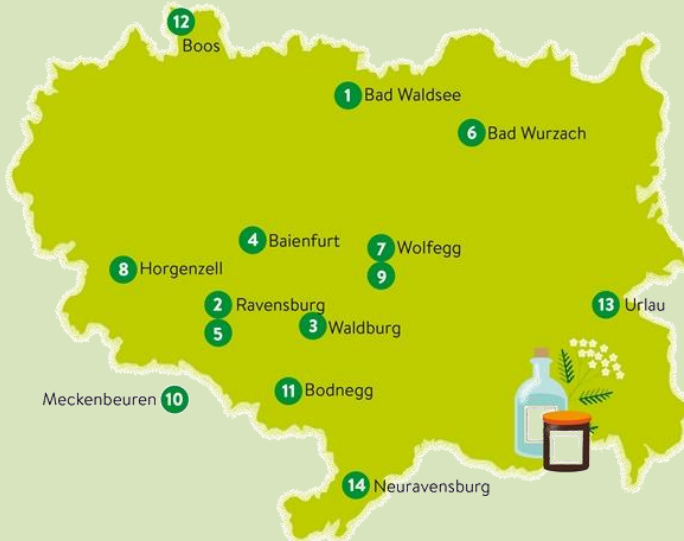 12
Boos
1 Bad Waldsee
6 Bad Wurzach
4 Baienfurt
7 Wolfegg
9
8 Horgenzell
2 Ravensburg
5
3 Waldburg
13 Urlau
Meckenbeuren 10
11 Bodnegg
14 Neuravensburg